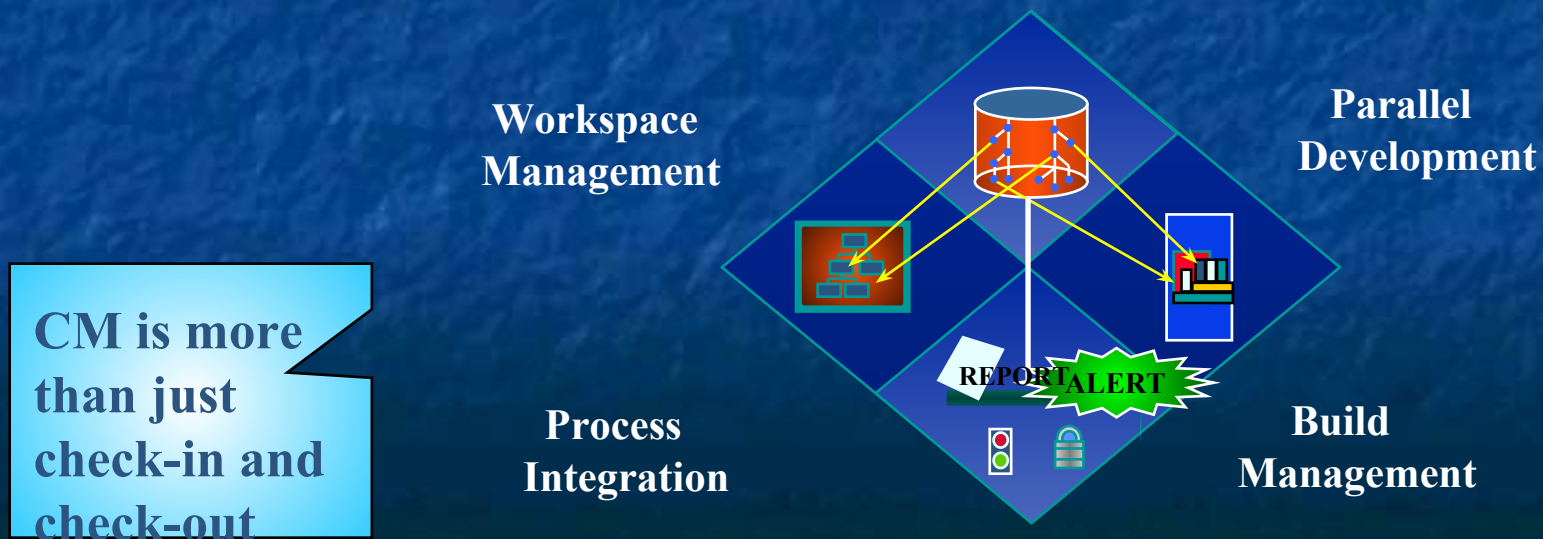 Workspace
Management
Parallel
Development
CM is more
than just
check-in and
check-out
REPORT
ALERT
Process
Integration
Build
Management